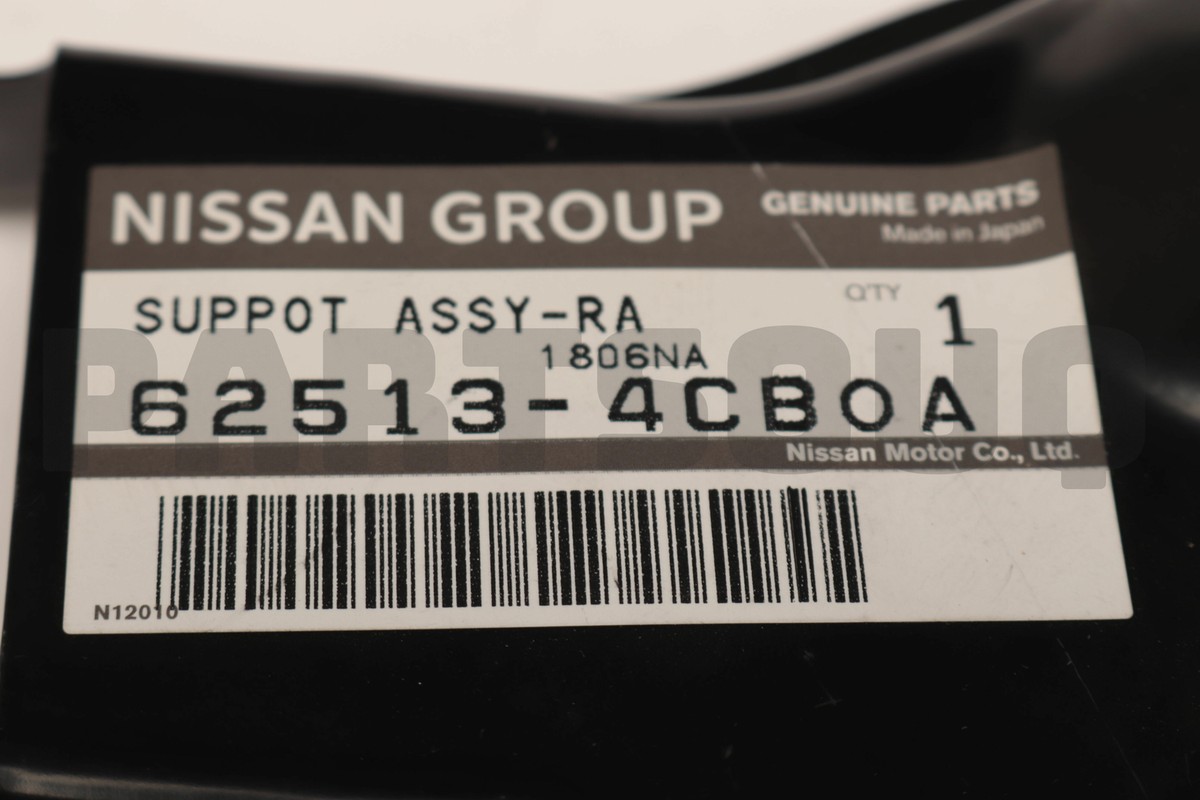 NISSAN GROUP
GENUINE PARTS
Made in Japan
SUPPOT ASSY-RA
Q'TY 1
1806NA
62513-4CB0A
Nissan Motor Co., Ltd.
N12010
PARTSOUQ